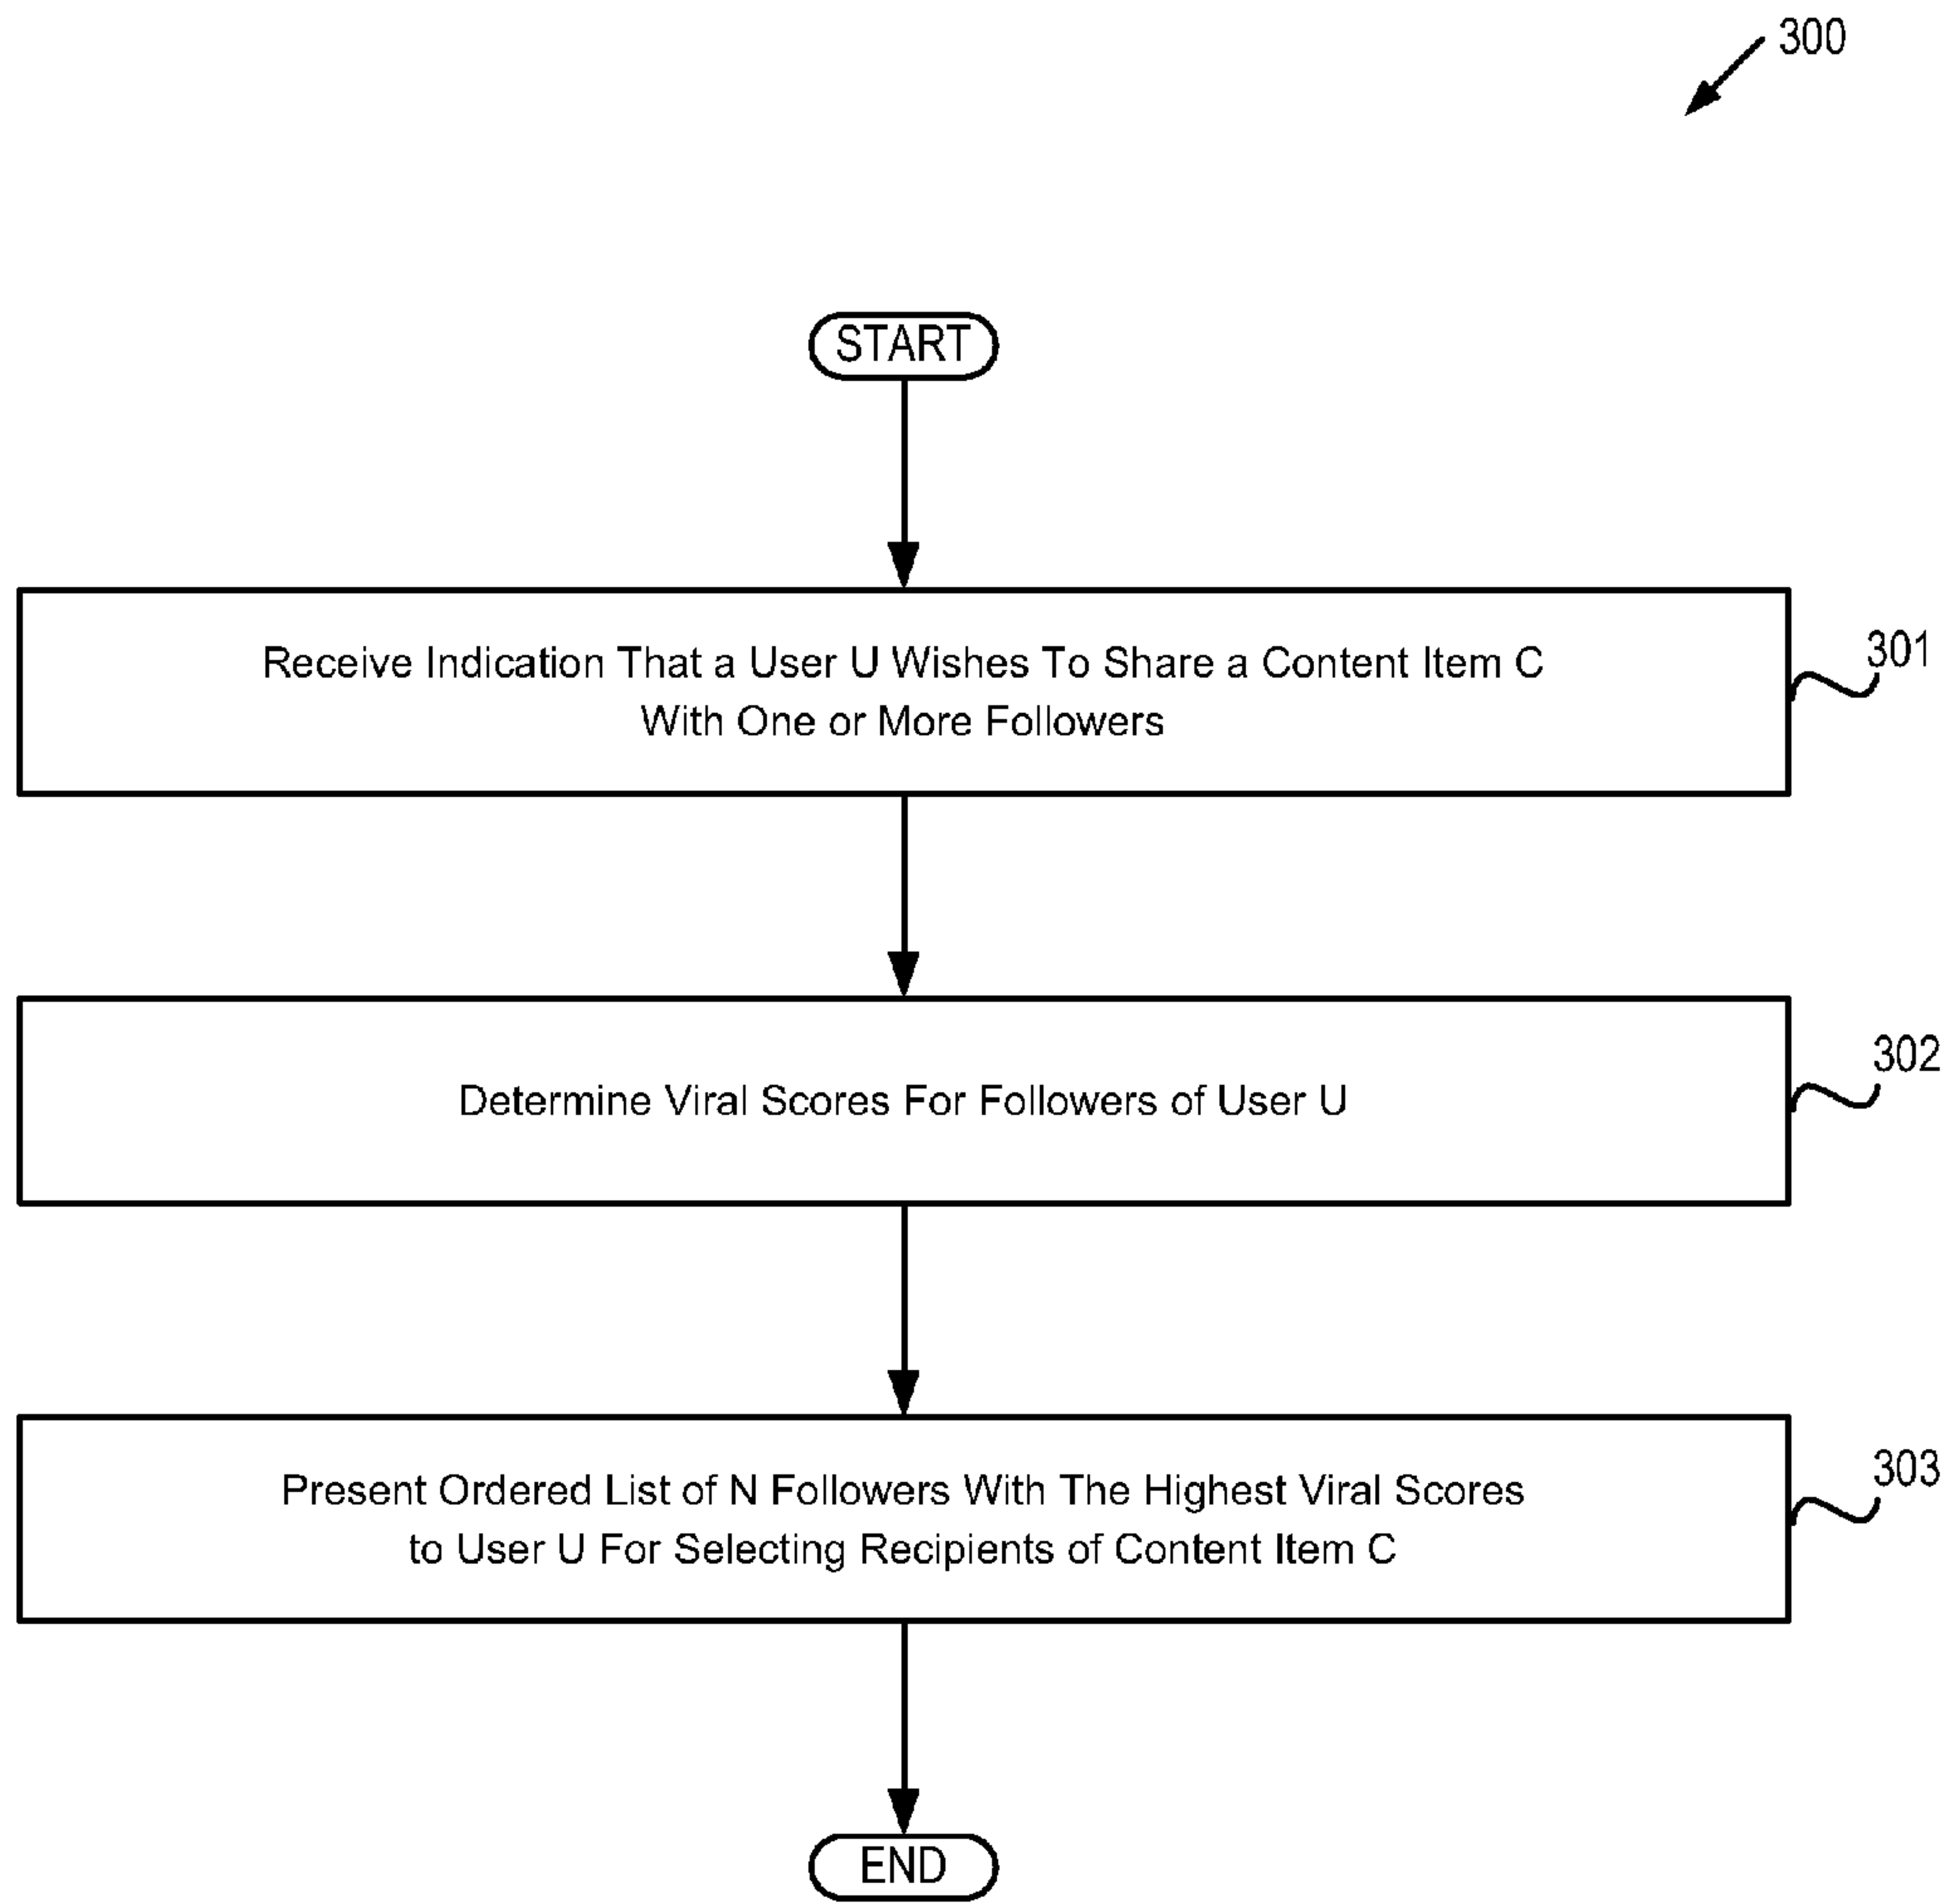 300
START
Receive Indication That a User U Wishes To Share a Content Item C
With One or More Followers
301
Determine Viral Scores For Followers of User U
302
Present Ordered List of N Followers With The Highest Viral Scores
to User U For Selecting Recipients of Content Item C
303
END